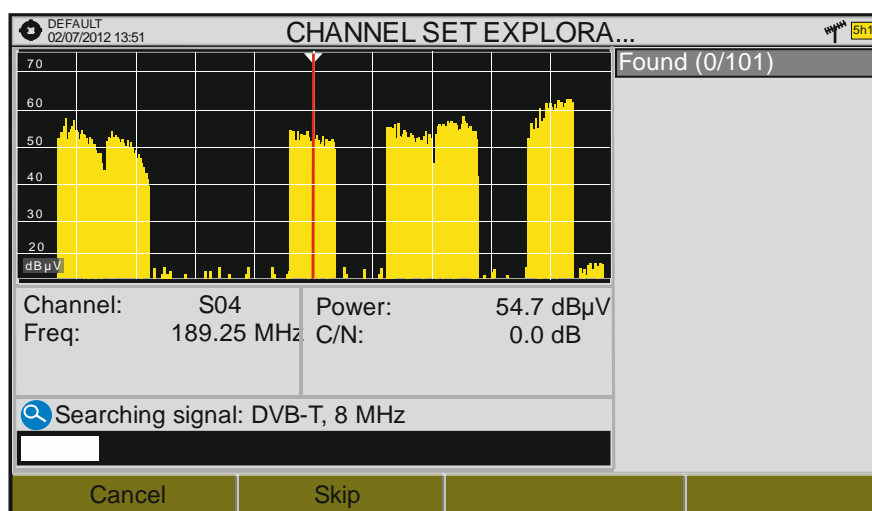 DEFAULT
02/07/2012 13:51
CHANNEL SET EXPLORA...
5h1
70
60
50
40
30
20
dBµV
Found (0/101)
Channel: S04
Freq: 189.25 MHz
Power: 54.7 dBµV
C/N: 0.0 dB
Searching signal: DVB-T, 8 MHz
Cancel Skip